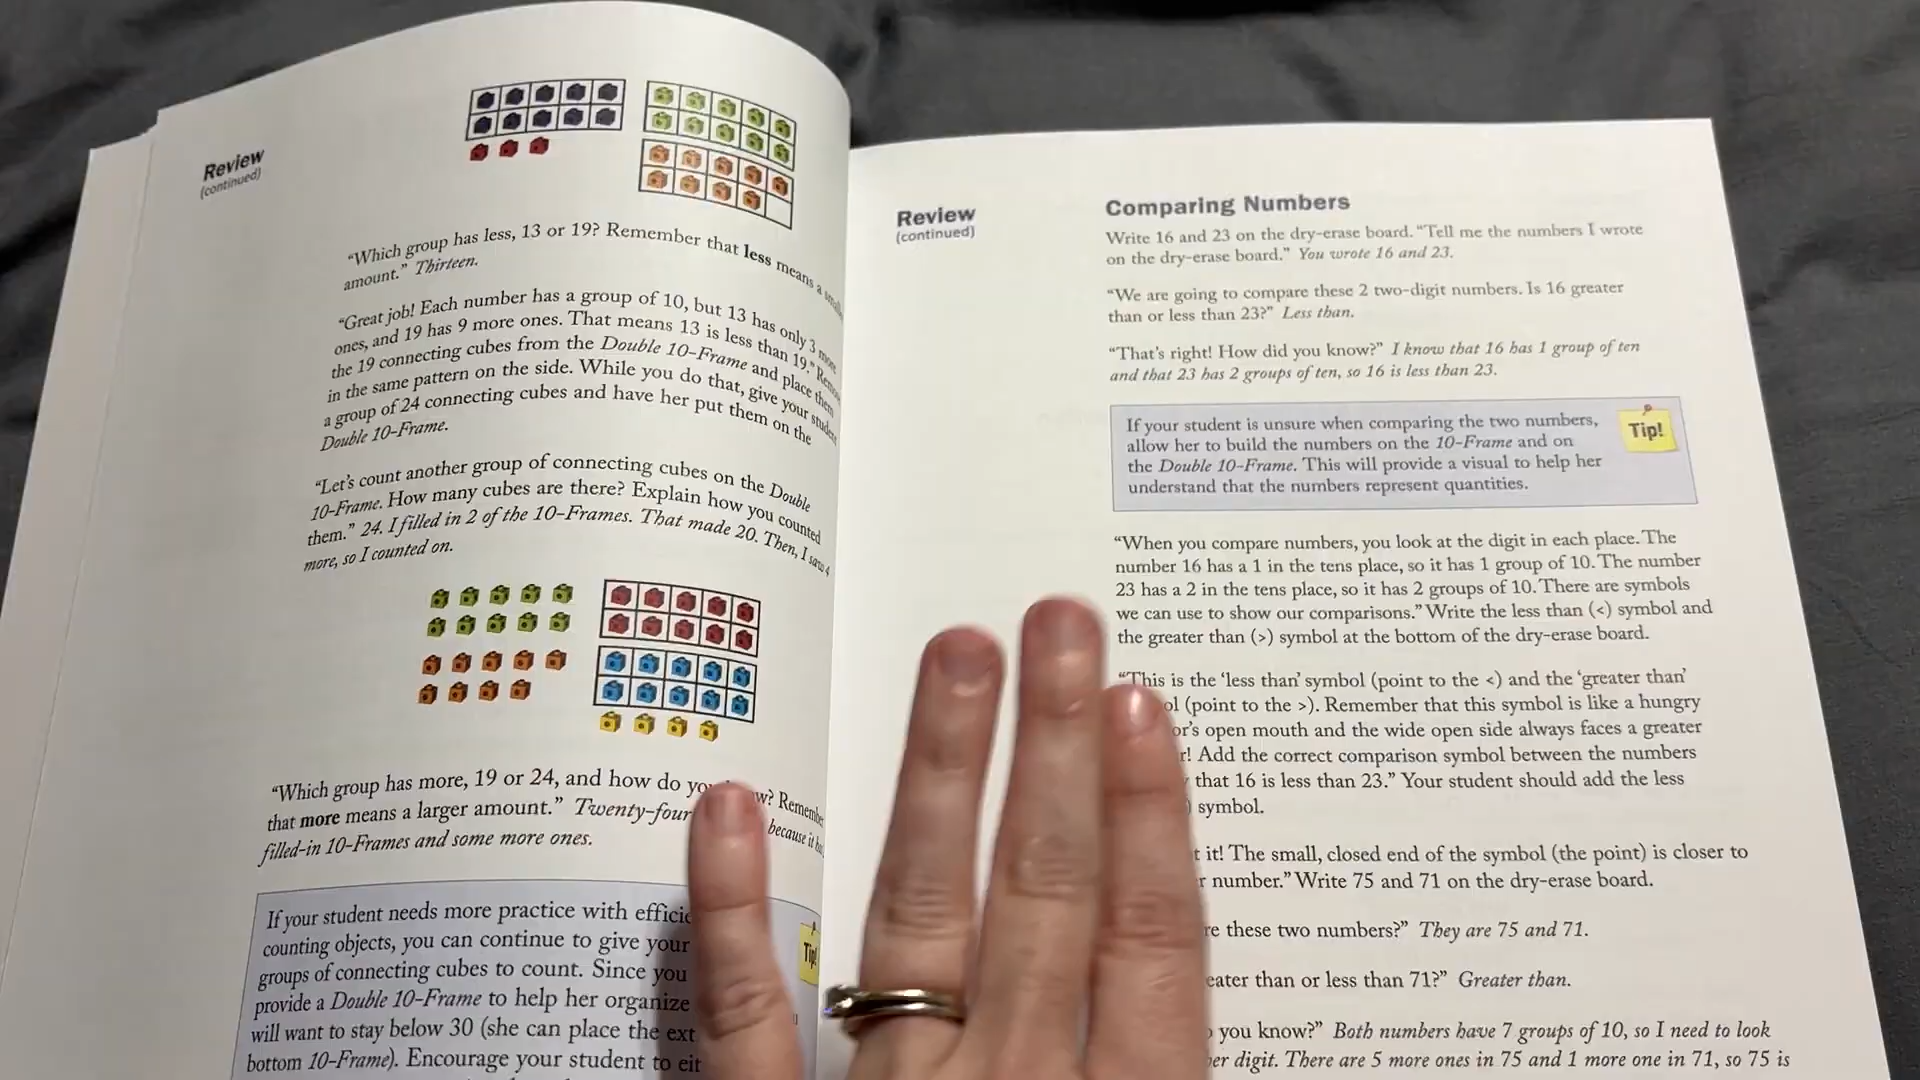 Review
(continued)
"Which group has less, 13 or 19? Remember that less means a
amount." Thirteen.
"Great job! Each number has a group of 10, but 13 has only 3 more
ones, and 19 has 9 more ones. That means 13 is less than 19."
the 19 connecting cubes from the Double 10-Frame and place them
in the same pattern on the side. While you do that, give your student
a group of 24 connecting cubes and have her put them on the
Double 10-Frame.
"Let's count another group of connecting cubes on the Double
10-Frame. How many cubes are there? Explain how you counted
them." 24. I filled in 2 of the 10-Frames. That made 20. Then, I saw 4
more, so I counted on.
"Which group has more, 19 or 24, and how do you Remember
that more means a larger amount." Twenty-four because it
filled-in 10-Frames and some more ones.
If your student needs more practice with
counting objects, you can continue to give your
groups of connecting cubes to count. Since you
provide a Double 10-Frame to help her organize
will want to stay below 30 (she can place the
bottom 10-Frame). Encourage your student to
Tip!
Review
(continued)
Comparing Numbers
Write 16 and 23 on the dry-erase board. "Tell me the numbers I wrote
on the dry-erase board." You wrote 16 and 23.
"We are going to compare these 2 two-digit numbers. Is 16 greater
than or less than 23?" Less than.
"That's right! How did you know?" I know that 16 has 1 group of ten
and that 23 has 2 groups of ten, so 16 is less than 23.
If your student is unsure when comparing the two numbers,
allow her to build the numbers on the 10-Frame and on
the Double 10-Frame. This will provide a visual to help her
understand that the numbers represent quantities.
Tip!
"When you compare numbers, you look at the digit in each place. The
number 16 has a 1 in the tens place, so it has 1 group of 10. The number
23 has a 2 in the tens place, so it has 2 groups of 10. There are symbols
we can use to show our comparisons." Write the less than (<) symbol and
the greater than (>) symbol at the bottom of the dry-erase board.
"This is the 'less than' symbol (point to the <) and the 'greater than'
(point to the >). Remember that this symbol is like a hungry
open mouth and the wide open side always faces a greater
Add the correct comparison symbol between the numbers
that 16 is less than 23." Your student should add the less
symbol.
it! The small, closed end of the symbol (the point) is closer to
number." Write 75 and 71 on the dry-erase board.
these two numbers?" They are 75 and 71.
than or less than 71?" Greater than.
you know?" Both numbers have 7 groups of 10, so I need to look
digit. There are 5 more ones in 75 and 1 more one in 71, so 75 is